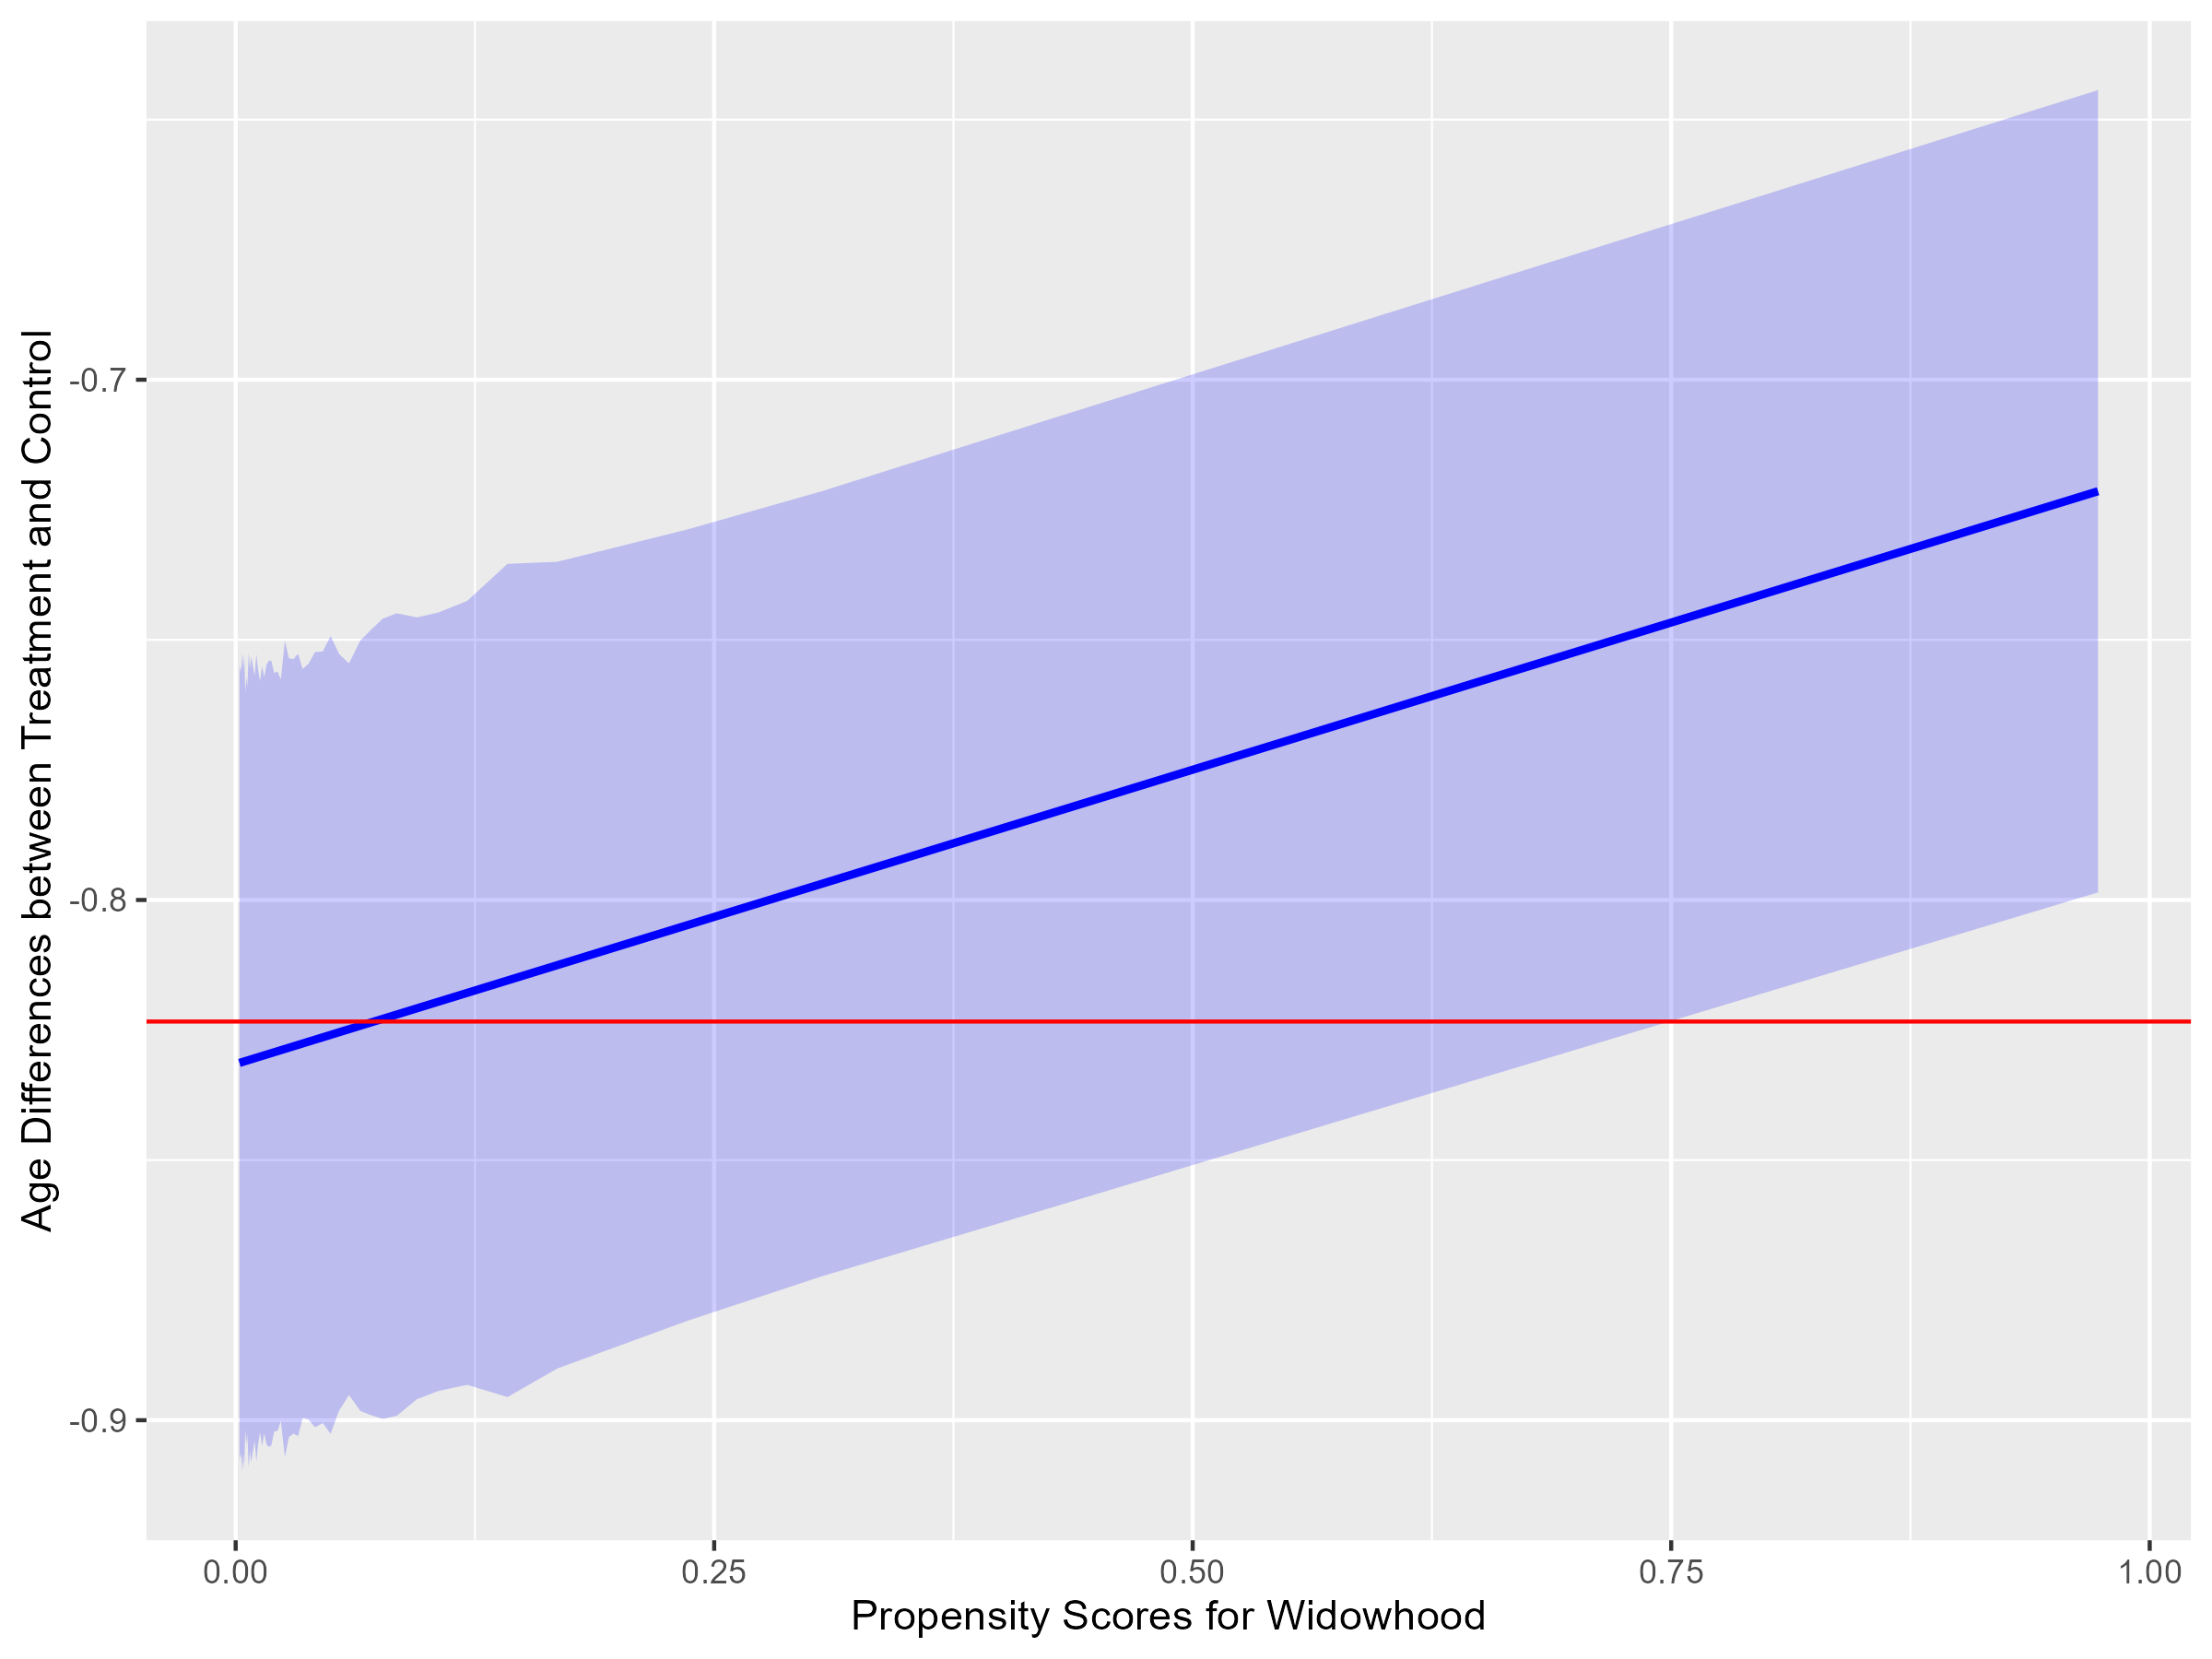 Age Differences between Treatment and Control
-0.7
-0.8
-0.9
0.00 0.25 0.50 0.75 1.00
Propensity Scores for Widowhood